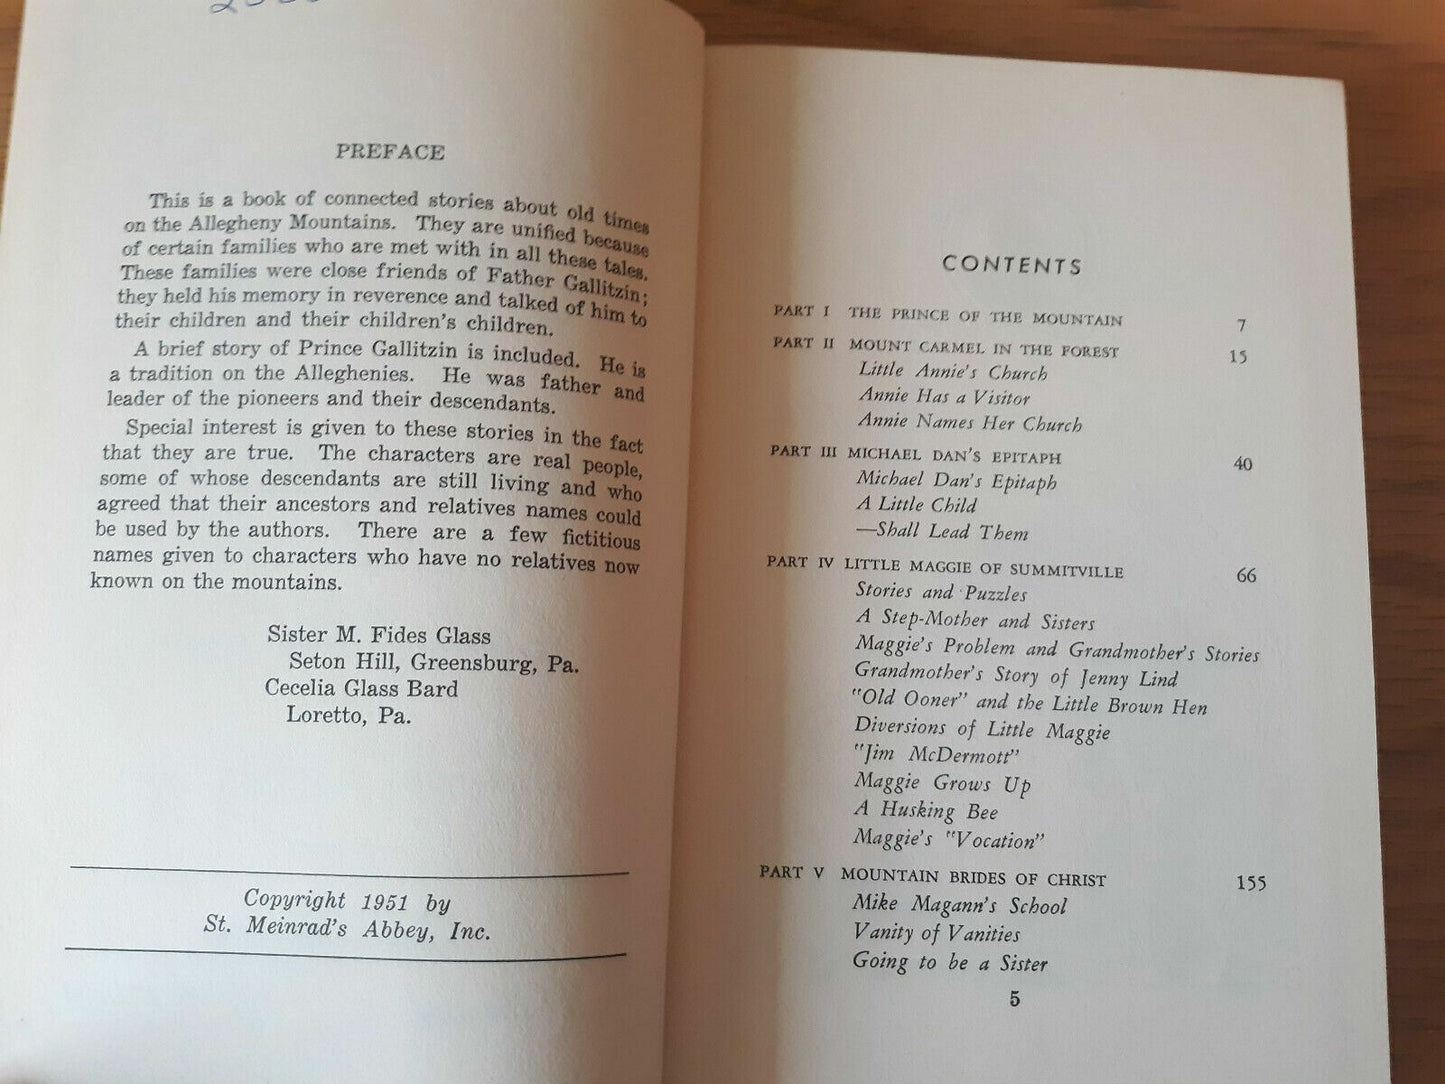 PREFACE
This is a book of connected stories about old times
on the Allegheny Mountains. They are unified because
of certain families who are met with in all these tales.
These families were close friends of Father Gallitzin;
they held his memory in reverence and talked of him to
their children and their children's children.
A brief story of Prince Gallitzin is included. He is
a tradition on the Alleghenies. He was father and
leader of the pioneers and their descendants.
Special interest is given to these stories in the fact
that they are true. The characters are real people,
some of whose descendants are still living and who
agreed that their ancestors and relatives names could
be used by the authors. There are a few fictitious
names given to characters who have no relatives now
known on the mountains.
Sister M. Fides Glass
Seton Hill, Greensburg, Pa.
Cecelia Glass Bard
Loretto, Pa.
Copyright 1951 by
St. Meinrad's Abbey, Inc.
CONTENTS
PART I THE PRINCE OF THE MOUNTAIN 7
PART II MOUNT CARMEL IN THE FOREST 15
Little Annie's Church
Annie Has a Visitor
Annie Names Her Church
PART III MICHAEL DAN'S EPITAPH 40
Michael Dan's Epitaph
A Little Child
—Shall Lead Them
PART IV LITTLE MAGGIE OF SUMMITVILLE 66
Stories and Puzzles
A Step-Mother and Sisters
Maggie's Problem and Grandmother's Stories
Grandmother's Story of Jenny Lind
"Old Ooner" and the Little Brown Hen
Diversions of Little Maggie
"Jim McDermott"
Maggie Grows Up
A Husking Bee
Maggie's "Vocation"
PART V MOUNTAIN BRIDES OF CHRIST 155
Mike Magann's School
Vanity of Vanities
Going to be a Sister
5